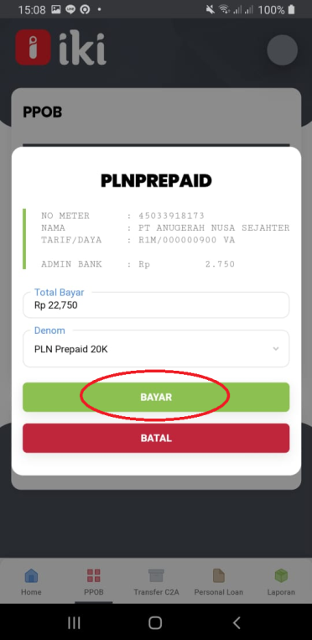 15:08
100%
iki
PPOB
PLNPREPAID
NO METER : 45033918173
NAMA : PT ANUGERAH NUSA SEJAHTER
TARIF/DAYA : R1M/000000900 VA
ADMIN BANK : Rp 2.750
Total Bayar
Rp 22,750
Denom
PLN Prepaid 20K
BAYAR
BATAL
Home
PPOB
Transfer C2A
Personal Loan
Laporan